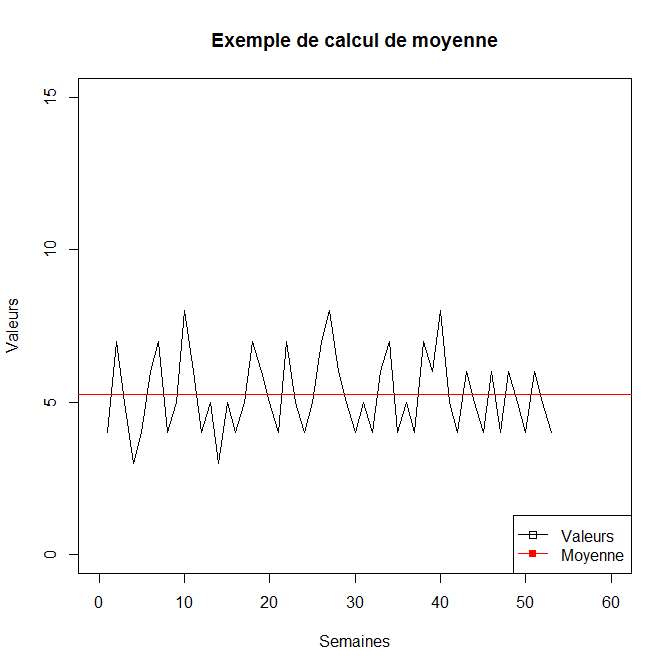 Exemple de calcul de moyenne
Valeurs
15
10
5
0
0 10 20 30 40 50 60
Semaines
Valeurs
Moyenne